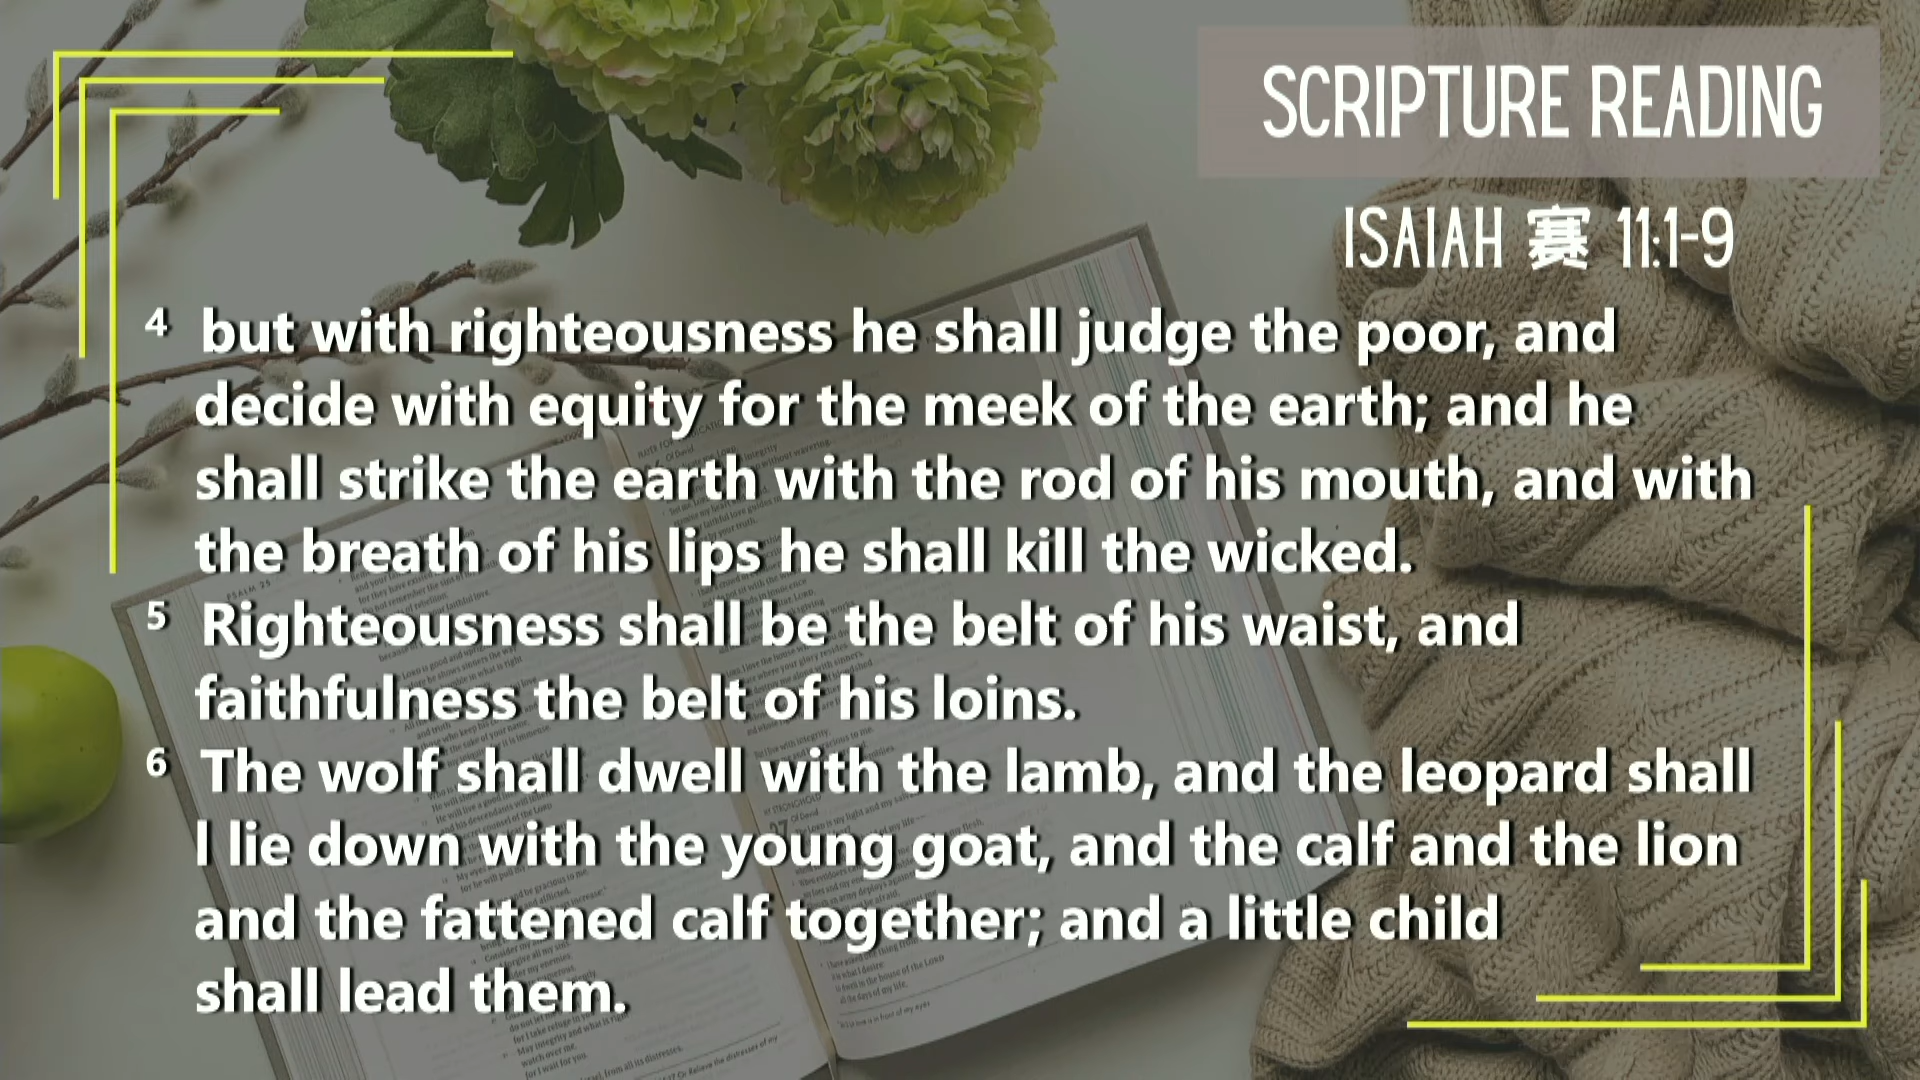 SCRIPTURE READING
ISAIAH 賽 11:1-9
4 but with righteousness he shall judge the poor, and
decide with equity for the meek of the earth; and he
shall strike the earth with the rod of his mouth, and with
the breath of his lips he shall kill the wicked.
5 Righteousness shall be the belt of his waist, and
faithfulness the belt of his loins.
6 The wolf shall dwell with the lamb, and the leopard shall
l lie down with the young goat, and the calf and the lion
and the fattened calf together; and a little child
shall lead them.